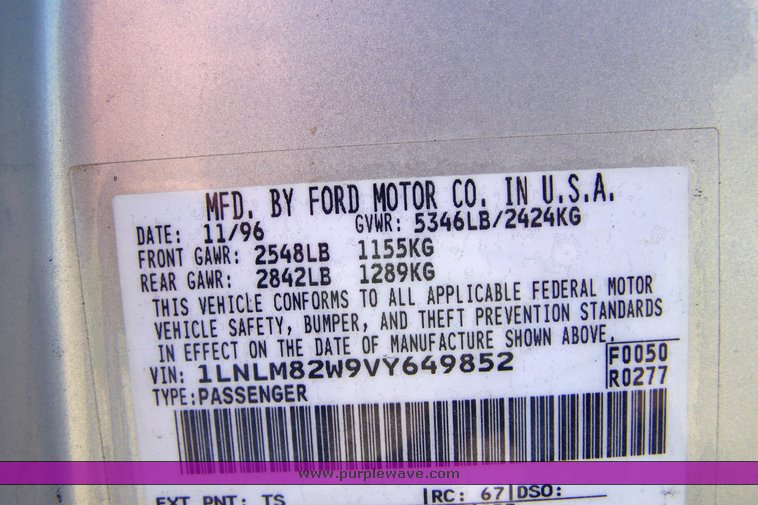 MFD. BY FORD MOTOR CO. IN U.S.A.
DATE: 11/96 GVWR: 5346LB/2424KG
FRONT GAWR: 2548LB 1155KG
REAR GAWR: 2842LB 1289KG
THIS VEHICLE CONFORMS TO ALL APPLICABLE FEDERAL MOTOR
VEHICLE SAFETY, BUMPER, AND THEFT PREVENTION STANDARDS
IN EFFECT ON THE DATE OF MANUFACTURE SHOWN ABOVE.
VIN: 1LNLM82W9VY649852 F0050
TYPE:PASSENGER R0277
www.purplewave.com
EXT PNT: TS RC: 67 DSO: